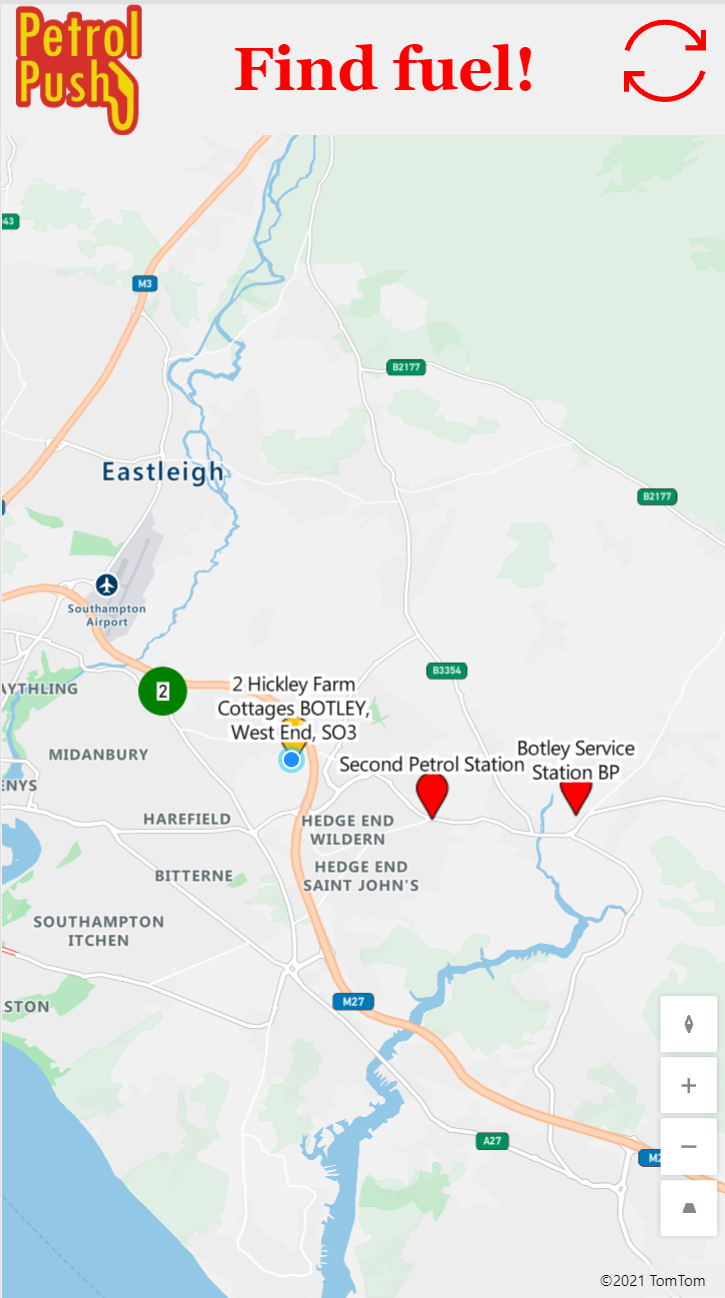 Petrol
Push
Find fuel!
43
M3
B2177
Eastleigh
B2177
Southampton
Airport
B3354
AYTHLING
2
2 Hickley Farm
Cottages BOTLEY,
West End, SO3
MIDANBURY
Second Petrol Station
Botley Service
Station BP
ENYS
HAREFIELD
HEDGE END
WILDERN
BITTERNE
HEDGE END
SAINT JOHN'S
SOUTHAMPTON
ITCHEN
STON
M27
A27
M2
©2021 TomTom